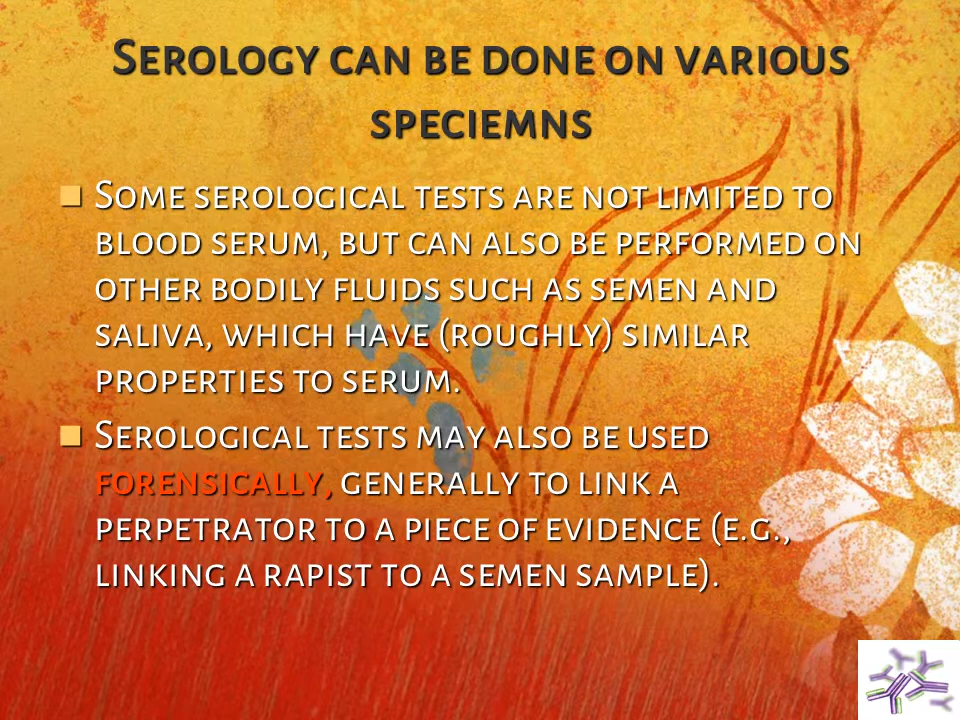 Serology can be done on various
speciemns
Some serological tests are not limited to
blood serum, but can also be performed on
other bodily fluids such as semen and
saliva, which have (roughly) similar
properties to serum.
Serological tests may also be used
forensically, generally to link a
perpetrator to a piece of evidence (e.g.,
linking a rapist to a semen sample).